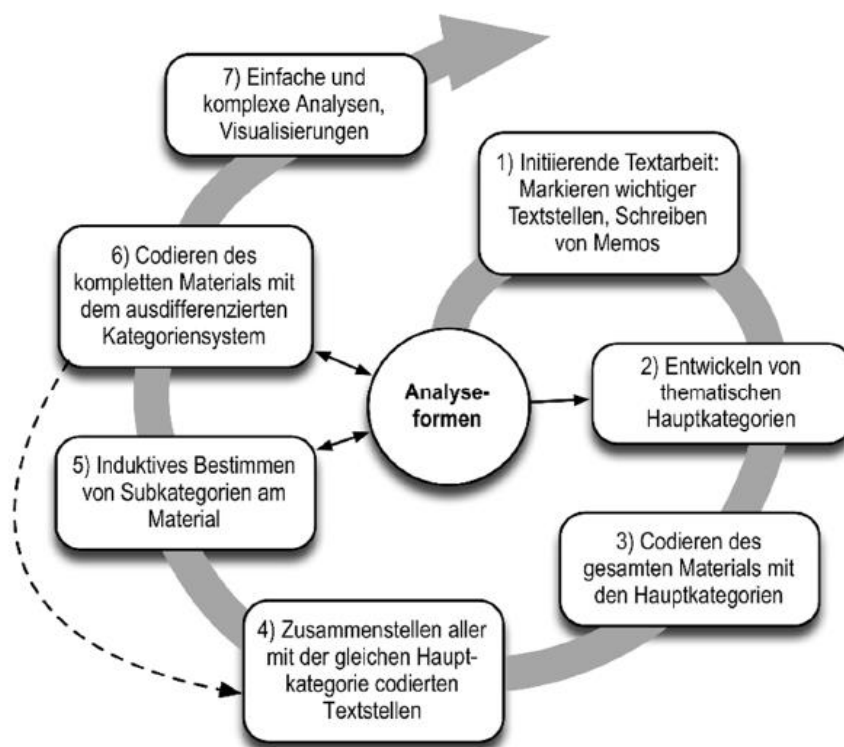 7) Einfache und
komplexe Analysen,
Visualisierungen
1) Initiierende Textarbeit:
Markieren wichtiger
Textstellen, Schreiben
von Memos
6) Codieren des
kompletten Materials mit
dem ausdifferenzierten
Kategoriensystem
Analyse-
formen
2) Entwickeln von
thematischen
Hauptkategorien
5) Induktives Bestimmen
von Subkategorien am
Material
3) Codieren des
gesamten Materials mit
den Hauptkategorien
4) Zusammenstellen aller
mit der gleichen Haupt-
kategorie codierten
Textstellen